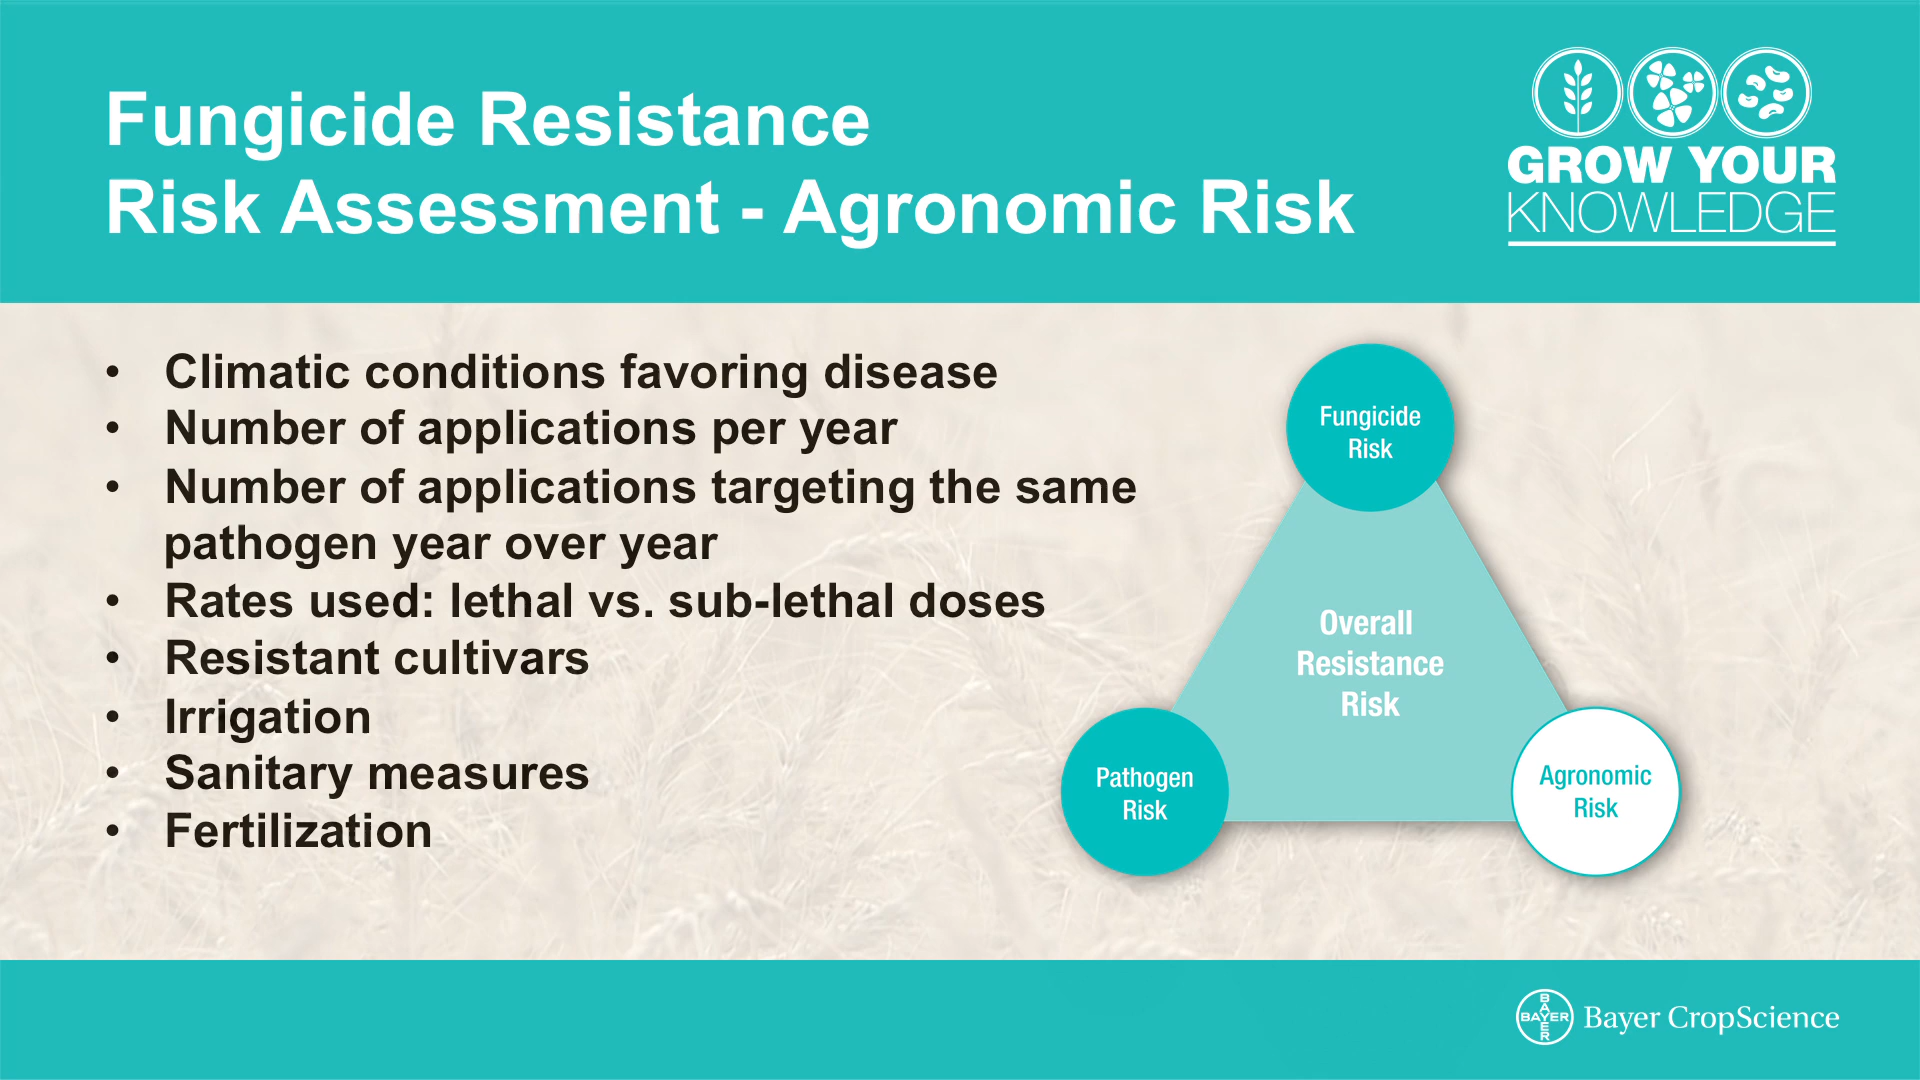 Fungicide Resistance
Risk Assessment - Agronomic Risk
GROW YOUR
KNOWLEDGE
• Climatic conditions favoring disease
• Number of applications per year
• Number of applications targeting the same
pathogen year over year
• Rates used: lethal vs. sub-lethal doses
• Resistant cultivars
• Irrigation
• Sanitary measures
• Fertilization
Fungicide
Risk
Overall
Resistance
Risk
Pathogen
Risk
Agronomic
Risk
BAYER
BAYER
Bayer CropScience